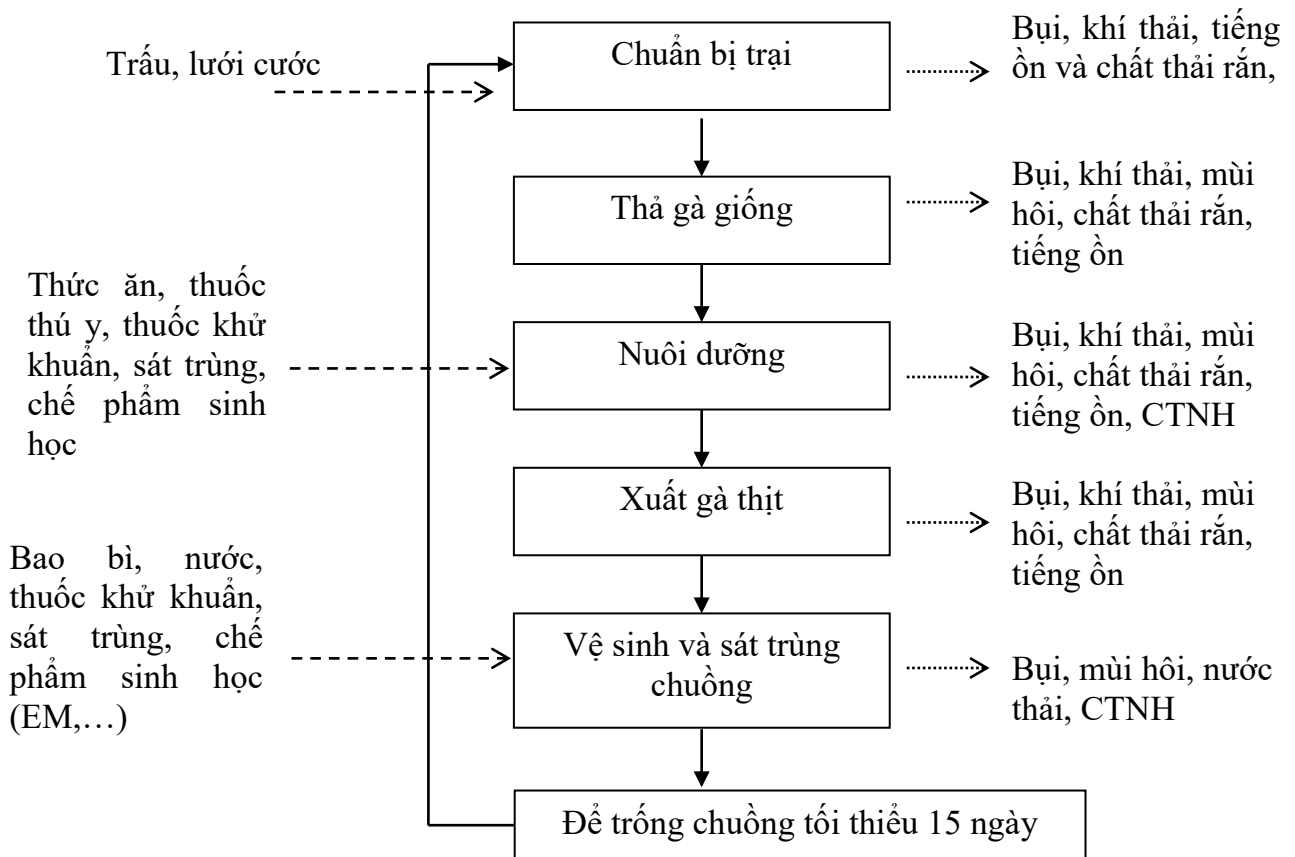 Trấu, lưới cước
Chuẩn bị trại
Bụi, khí thải, tiếng
ồn và chất thải rắn,
Thả gà giống
Bụi, khí thải, mùi
hôi, chất thải rắn,
tiếng ồn
Thức ăn, thuốc
thú y, thuốc khử
khuẩn, sát trùng,
chế phẩm sinh
học
Nuôi dưỡng
Bụi, khí thải, mùi
hôi, chất thải rắn,
tiếng ồn, CTNH
Xuất gà thịt
Bụi, khí thải, mùi
hôi, chất thải rắn,
tiếng ồn
Bao bì, nước,
thuốc khử khuẩn,
sát trùng, chế
phẩm sinh học
(EM,…)
Vệ sinh và sát trùng
chuồng
Bụi, mùi hôi, nước
thải, CTNH
Để trống chuồng tối thiểu 15 ngày